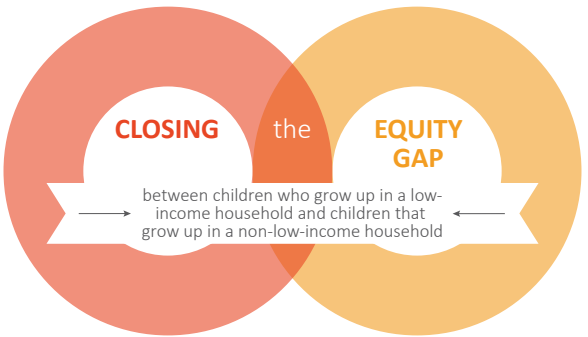 CLOSING the EQUITY
GAP
between children who grow up in a low-
income household and children that
grow up in a non-low-income household